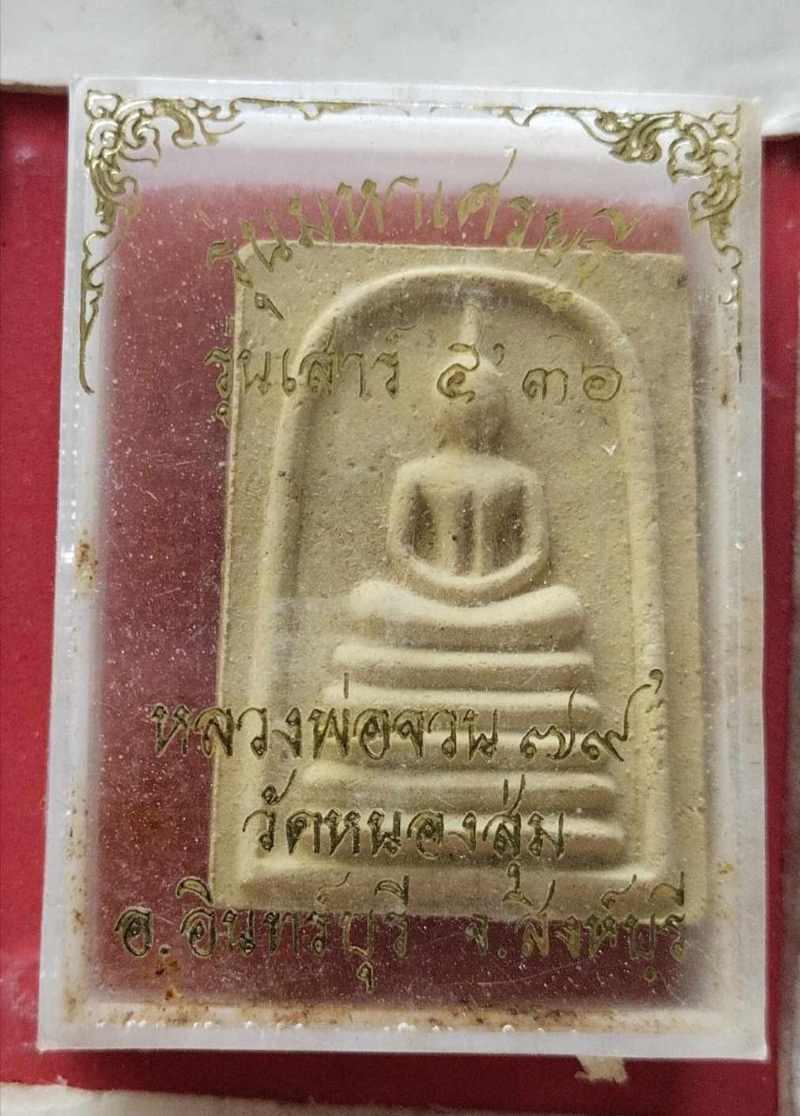 รุ่นมหาเศรษฐี
รุ่นเสาร์ ๕ ๓๖
หลวงพ่อจวน ๗๙
วัดหนองสุ่ม
อ.อินทร์บุรี จ.สิงห์บุรี